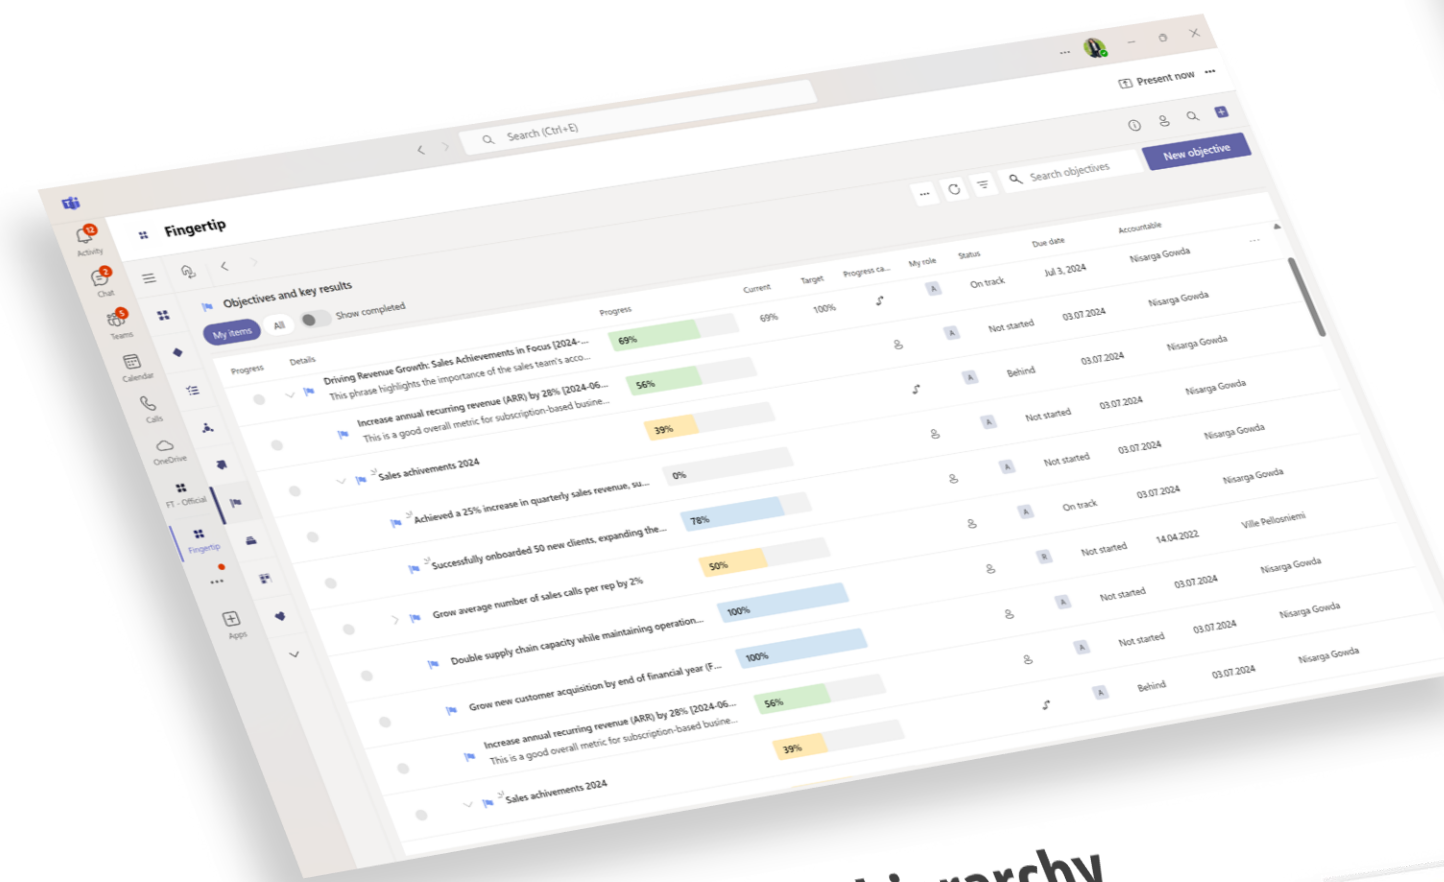 Search (Ctrl+E)
Present now
Fingertip
12
Activity
2
Chat
5
Teams
Calendar
Calls
OneDrive
FT - Official
Fingertip
Apps
Objectives and key results
Search objectives
New objective
My items
All
Show completed
Progress Details Progress Current Target Progress ca... My role Status Due date Accountable
Driving Revenue Growth: Sales Achievements in Focus [2024-... 69% 69% 100% A On track Jul 3, 2024 Nisarga Gowda
This phrase highlights the importance of the sales team's acco...
Increase annual recurring revenue (ARR) by 28% [2024-06... 56% A Not started 03.07.2024 Nisarga Gowda
This is a good overall metric for subscription-based busine...
Sales achivements 2024 39% A Behind 03.07.2024 Nisarga Gowda
Achieved a 25% increase in quarterly sales revenue, su... 0% A Not started 03.07.2024 Nisarga Gowda
Successfully onboarded 50 new clients, expanding the... 78% A Not started 03.07.2024 Nisarga Gowda
Grow average number of sales calls per rep by 2% 50% A On track 03.07.2024 Nisarga Gowda
Double supply chain capacity while maintaining operation... 100% R Not started 14.04.2022 Ville Pellosniemi
Grow new customer acquisition by end of financial year (F... 100% A Not started 03.07.2024 Nisarga Gowda
Increase annual recurring revenue (ARR) by 28% [2024-06... 56% A Not started 03.07.2024 Nisarga Gowda
This is a good overall metric for subscription-based busine...
Sales achivements 2024 39% A Behind 03.07.2024 Nisarga Gowda
hierarchy